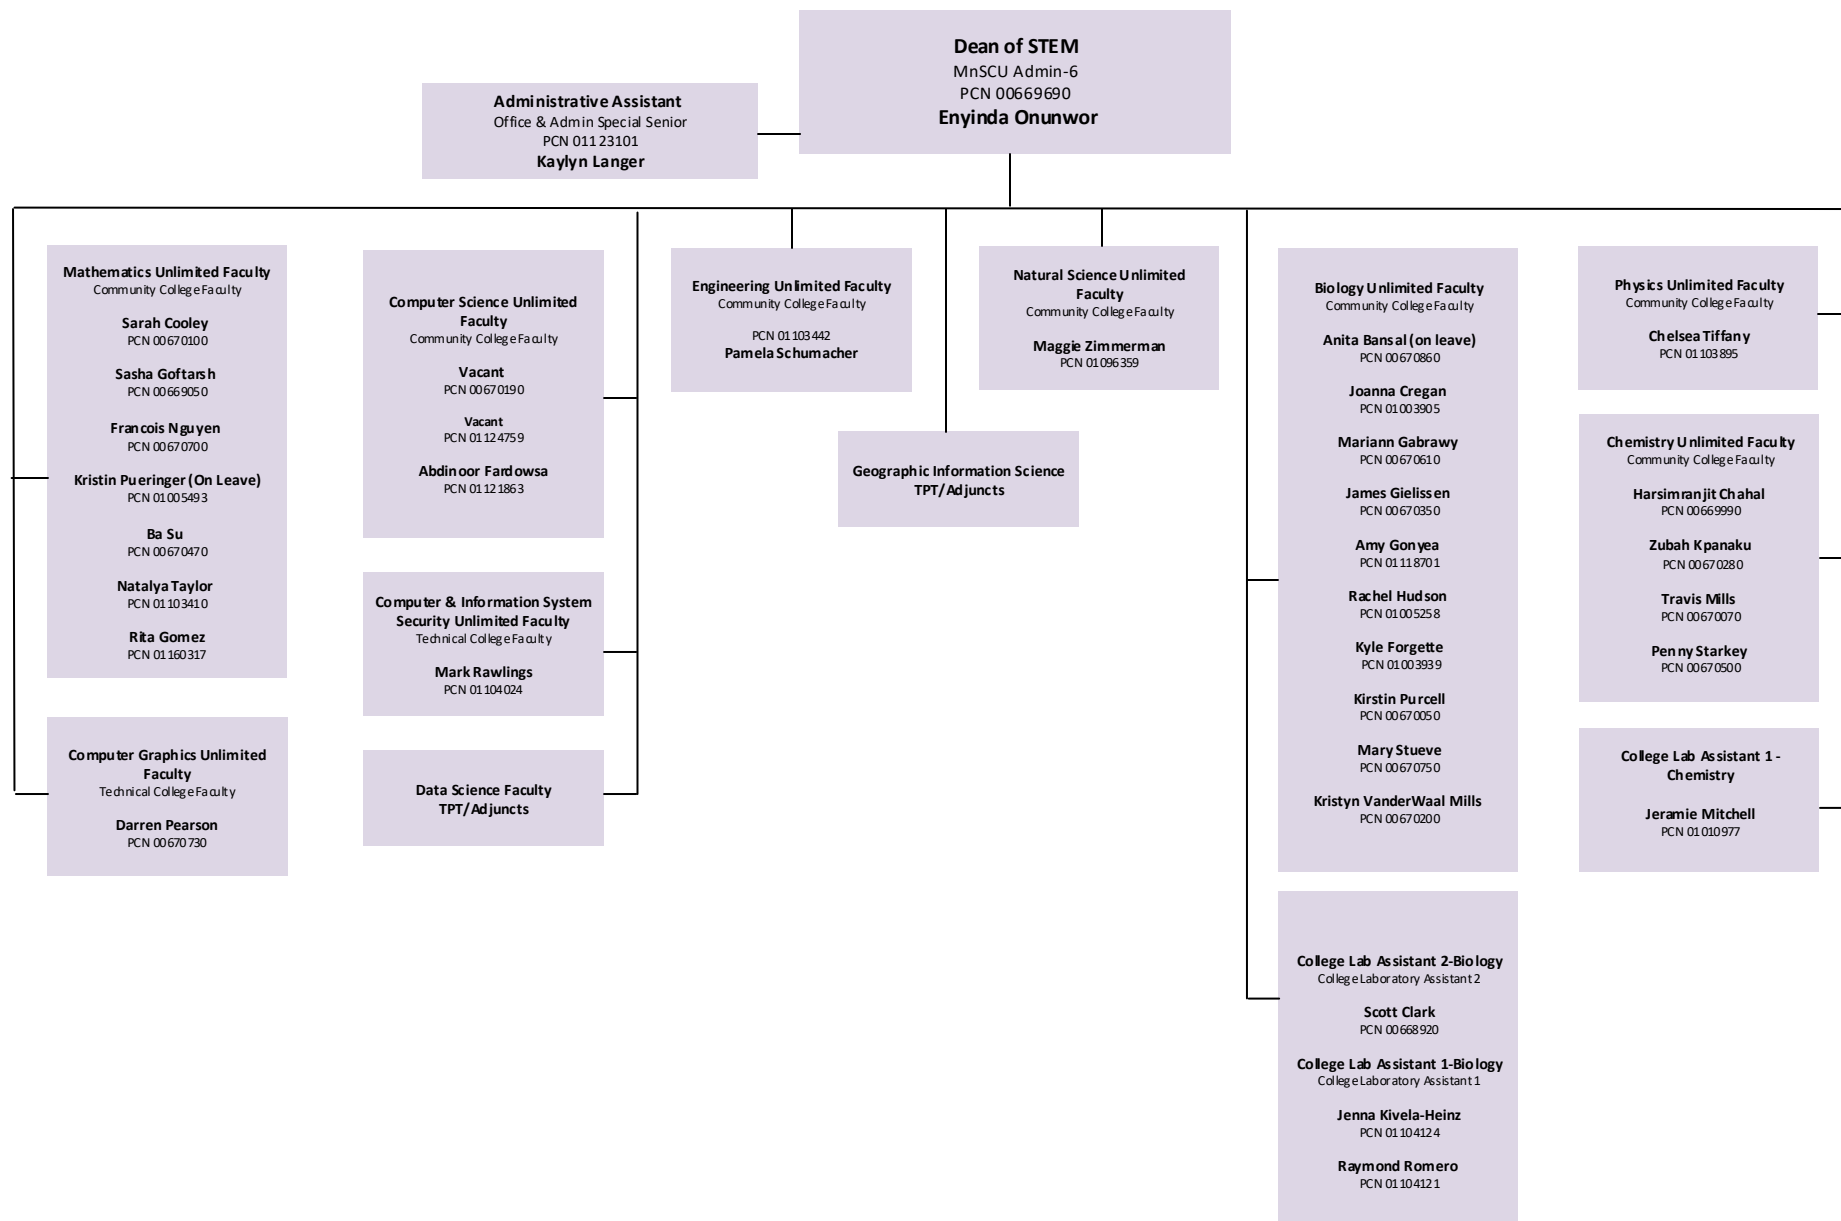 Dean of STEM
MnSCU Admin-6
PCN 00669690
Enyinda Onunwor
Administrative Assistant
Office & Admin Special Senior
PCN 01123101
Kaylyn Langer
Mathematics Unlimited Faculty
Community College Faculty
Sarah Cooley
PCN 00670100
Sasha Goftarsh
PCN 00669050
Francois Nguyen
PCN 00670700
Kristin Pueringer (On Leave)
PCN 01005493
Ba Su
PCN 00670470
Natalya Taylor
PCN 01103410
Rita Gomez
PCN 01160317
Computer Graphics Unlimited
Faculty
Technical College Faculty
Darren Pearson
PCN 00670730
Computer Science Unlimited
Faculty
Community College Faculty
Vacant
PCN 00670190
Vacant
PCN 01124759
Abdinoor Fardowsa
PCN 01121863
Computer & Information System
Security Unlimited Faculty
Technical College Faculty
Mark Rawlings
PCN 01104024
Data Science Faculty
TPT/Adjuncts
Engineering Unlimited Faculty
Community College Faculty
PCN 01103442
Pamela Schumacher
Geographic Information Science
TPT/Adjuncts
Natural Science Unlimited
Faculty
Community College Faculty
Maggie Zimmerman
PCN 01096359
Biology Unlimited Faculty
Community College Faculty
Anita Bansal (on leave)
PCN 00670860
Joanna Cregan
PCN 01003905
Mariann Gabrawy
PCN 00670610
James Gielissen
PCN 00670350
Amy Gonyea
PCN 01118701
Rachel Hudson
PCN 01005258
Kyle Forgette
PCN 01003939
Kirstin Purcell
PCN 00670050
Mary Stueve
PCN 00670750
Kristyn VanderWaal Mills
PCN 00670200
College Lab Assistant 2-Biology
College Laboratory Assistant 2
Scott Clark
PCN 00668920
College Lab Assistant 1-Biology
College Laboratory Assistant 1
Jenna Kivela-Heinz
PCN 01104124
Raymond Romero
PCN 01104121
Physics Unlimited Faculty
Community College Faculty
Chelsea Tiffany
PCN 01103895
Chemistry Unlimited Faculty
Community College Faculty
Harsimranjit Chahal
PCN 00669990
Zubah Kpanaku
PCN 00670280
Travis Mills
PCN 00670070
Penny Starkey
PCN 00670500
College Lab Assistant 1 -
Chemistry
Jeramie Mitchell
PCN 01010977